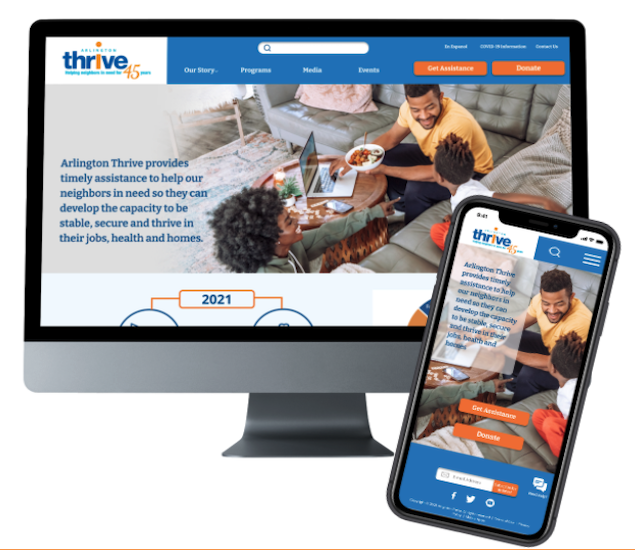 ARLINGTON
thrive
helping neighbors in need for 45 years
En Espanol COVID-19 Information Contact Us
Our Story Programs Media Events
Get Assistance Donate
Arlington Thrive provides
timely assistance to help our
neighbors in need so they can
develop the capacity to be
stable, secure and thrive in
their jobs, health and homes.
2021
9:41
thrive
45
Arlington Thrive
provides timely
assistance to help
our neighbors in
need so they can
develop the capacity
to be stable, secure
and thrive in their
jobs, health and
homes
Get Assistance
Donate